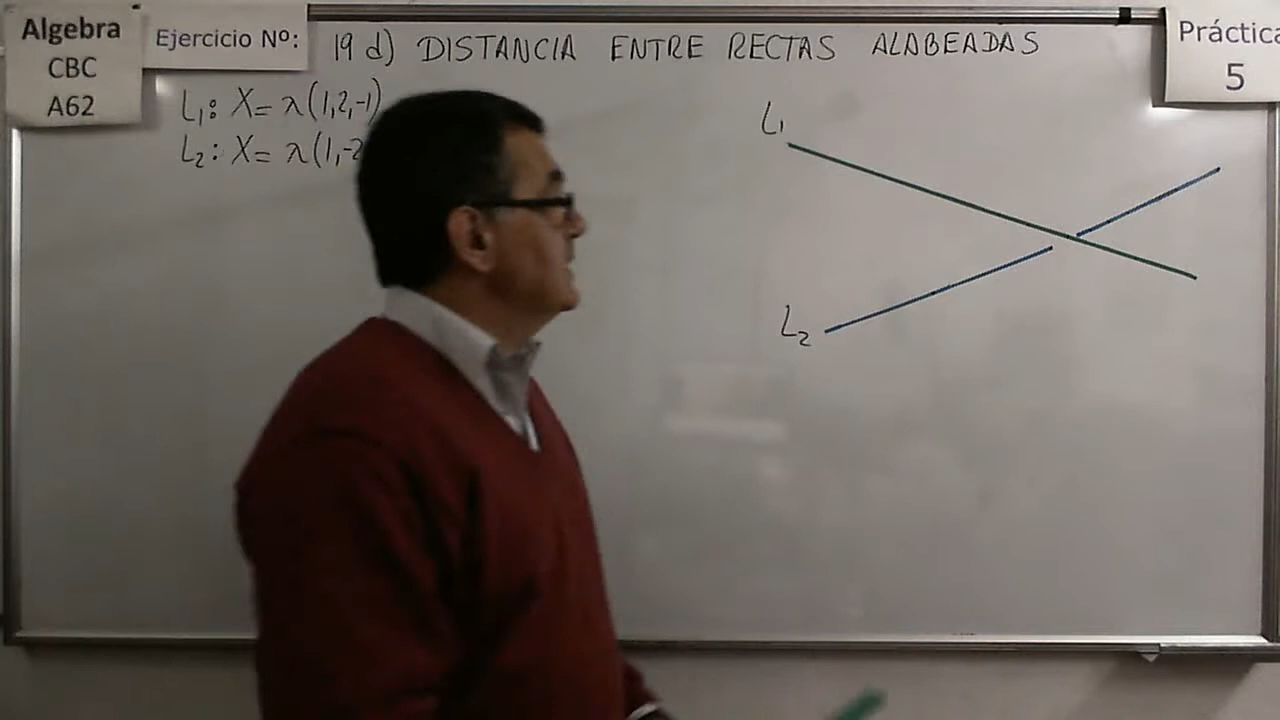 Algebra
CBC
A62
Ejercicio Nº:
19 d) DISTANCIA ENTRE RECTAS ALABEADAS
Práctica
5
L₁: X= λ(1,2,-1)
L₂: X= λ(1,-2
L₁
L₂